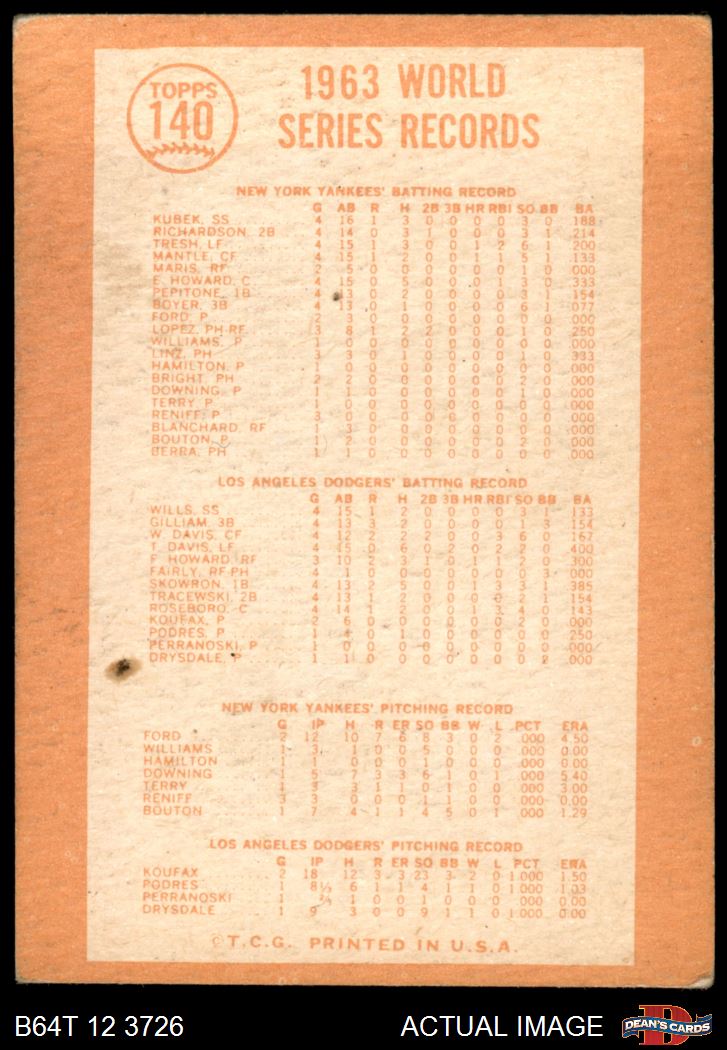 TOPPS
140
1963 WORLD
SERIES RECORDS
NEW YORK YANKEES' BATTING RECORD
G AB R H 2B 3B HR RBI SO BB BA
KUBEK, SS 4 16 1 3 0 0 0 0 3 0 .188
RICHARDSON, 2B 4 14 0 3 1 0 0 0 3 1 .214
TRESH, LF 4 15 1 3 0 0 1 2 6 1 .200
MANTLE, CF 4 15 1 2 0 0 1 1 5 1 .133
MARIS, RF 2 5 0 0 0 0 0 0 1 0 .000
E. HOWARD, C 4 15 0 5 0 0 0 1 3 0 .333
PEPITONE, 1B 4 13 0 2 0 0 0 0 3 1 .154
BOYER, 3B 4 13 0 1 0 0 0 0 6 1 .077
FORD, P 2 3 0 0 0 0 0 0 0 0 .000
LOPEZ, PH-RF 3 8 1 2 2 0 0 0 1 0 .250
WILLIAMS, P 1 0 0 0 0 0 0 0 0 0 .000
LINZ, PH 3 3 0 1 0 0 0 0 1 0 .333
HAMILTON, P 1 0 0 0 0 0 0 0 0 0 .000
BRIGHT, PH 2 2 0 0 0 0 0 0 2 0 .000
DOWNING, P 1 1 0 0 0 0 0 0 1 0 .000
TERRY, P 1 0 0 0 0 0 0 0 0 0 .000
RENIFF, P 3 0 0 0 0 0 0 0 0 0 .000
BLANCHARD, RF 1 3 0 0 0 0 0 0 0 0 .000
BOUTON, P 1 2 0 0 0 0 0 0 2 0 .000
BERRA, PH 1 1 0 0 0 0 0 0 0 0 .000
LOS ANGELES DODGERS' BATTING RECORD
G AB R H 2B 3B HR RBI SO BB BA
WILLS, SS 4 15 1 2 0 0 0 0 3 1 .133
GILLIAM, 3B 4 13 3 2 0 0 0 0 1 3 .154
W. DAVIS, CF 4 12 2 2 2 0 0 3 6 0 .167
T. DAVIS, LF 4 15 0 6 0 2 0 2 2 0 .400
F. HOWARD, RF 3 10 2 3 1 0 1 1 2 0 .300
FAIRLY, RF-PH 4 1 0 0 0 0 0 0 0 3 .000
SKOWRON, 1B 4 13 2 5 0 0 1 3 3 1 .385
TRACEWSKI, 2B 4 13 1 2 0 0 0 0 2 1 .154
ROSEBORO, C 4 14 1 2 0 0 1 3 4 0 .143
KOUFAX, P 2 6 0 0 0 0 0 0 2 0 .000
PODRES, P 1 4 0 1 0 0 0 0 0 0 .250
PERRANOSKI, P 1 0 0 0 0 0 0 0 0 0 .000
DRYSDALE, P 1 1 0 0 0 0 0 0 0 2 .000
NEW YORK YANKEES' PITCHING RECORD
G IP H R ER SO BB W L PCT ERA
FORD 2 12 10 7 6 8 3 0 2 .000 4.50
WILLIAMS 1 3 1 0 0 5 0 0 0 .000 0.00
HAMILTON 1 1 0 0 0 1 0 0 0 .000 0.00
DOWNING 1 5 7 3 3 6 1 0 1 .000 5.40
TERRY 1 3 3 1 1 0 1 0 0 .000 3.00
RENIFF 3 3 0 0 0 1 1 0 0 .000 0.00
BOUTON 1 7 4 1 1 4 5 0 1 .000 1.29
LOS ANGELES DODGERS' PITCHING RECORD
G IP H R ER SO BB W L PCT ERA
KOUFAX 2 18 12 3 3 23 3 2 0 1.000 1.50
PODRES 1 8⅓ 6 1 1 4 1 1 0 1.000 1.03
PERRANOSKI 1 ⅔ 1 0 0 1 0 0 0 .000 0.00
DRYSDALE 1 9 3 0 0 9 1 1 0 1.000 0.00
© T.C.G. PRINTED IN U.S.A.
B64T 12 3726 ACTUAL IMAGE
DEAN'S CARDS